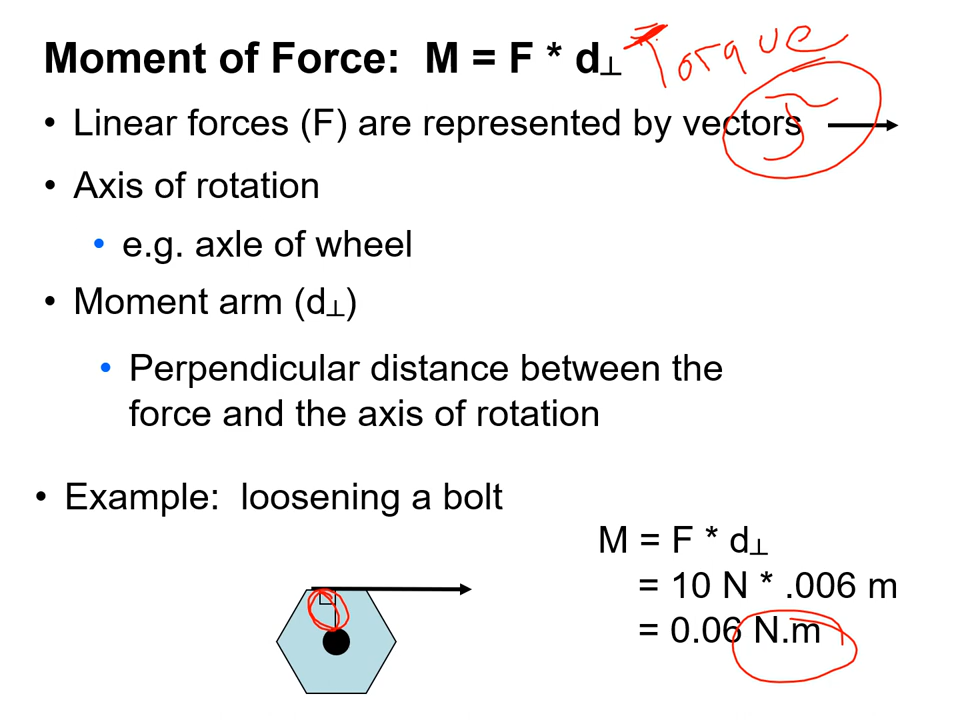 Moment of Force: M = F * d⊥ Torque
• Linear forces (F) are represented by vectors
• Axis of rotation
• e.g. axle of wheel
• Moment arm (d⊥)
• Perpendicular distance between the
force and the axis of rotation
• Example: loosening a bolt
M = F * d⊥
= 10 N * .006 m
= 0.06 N.m